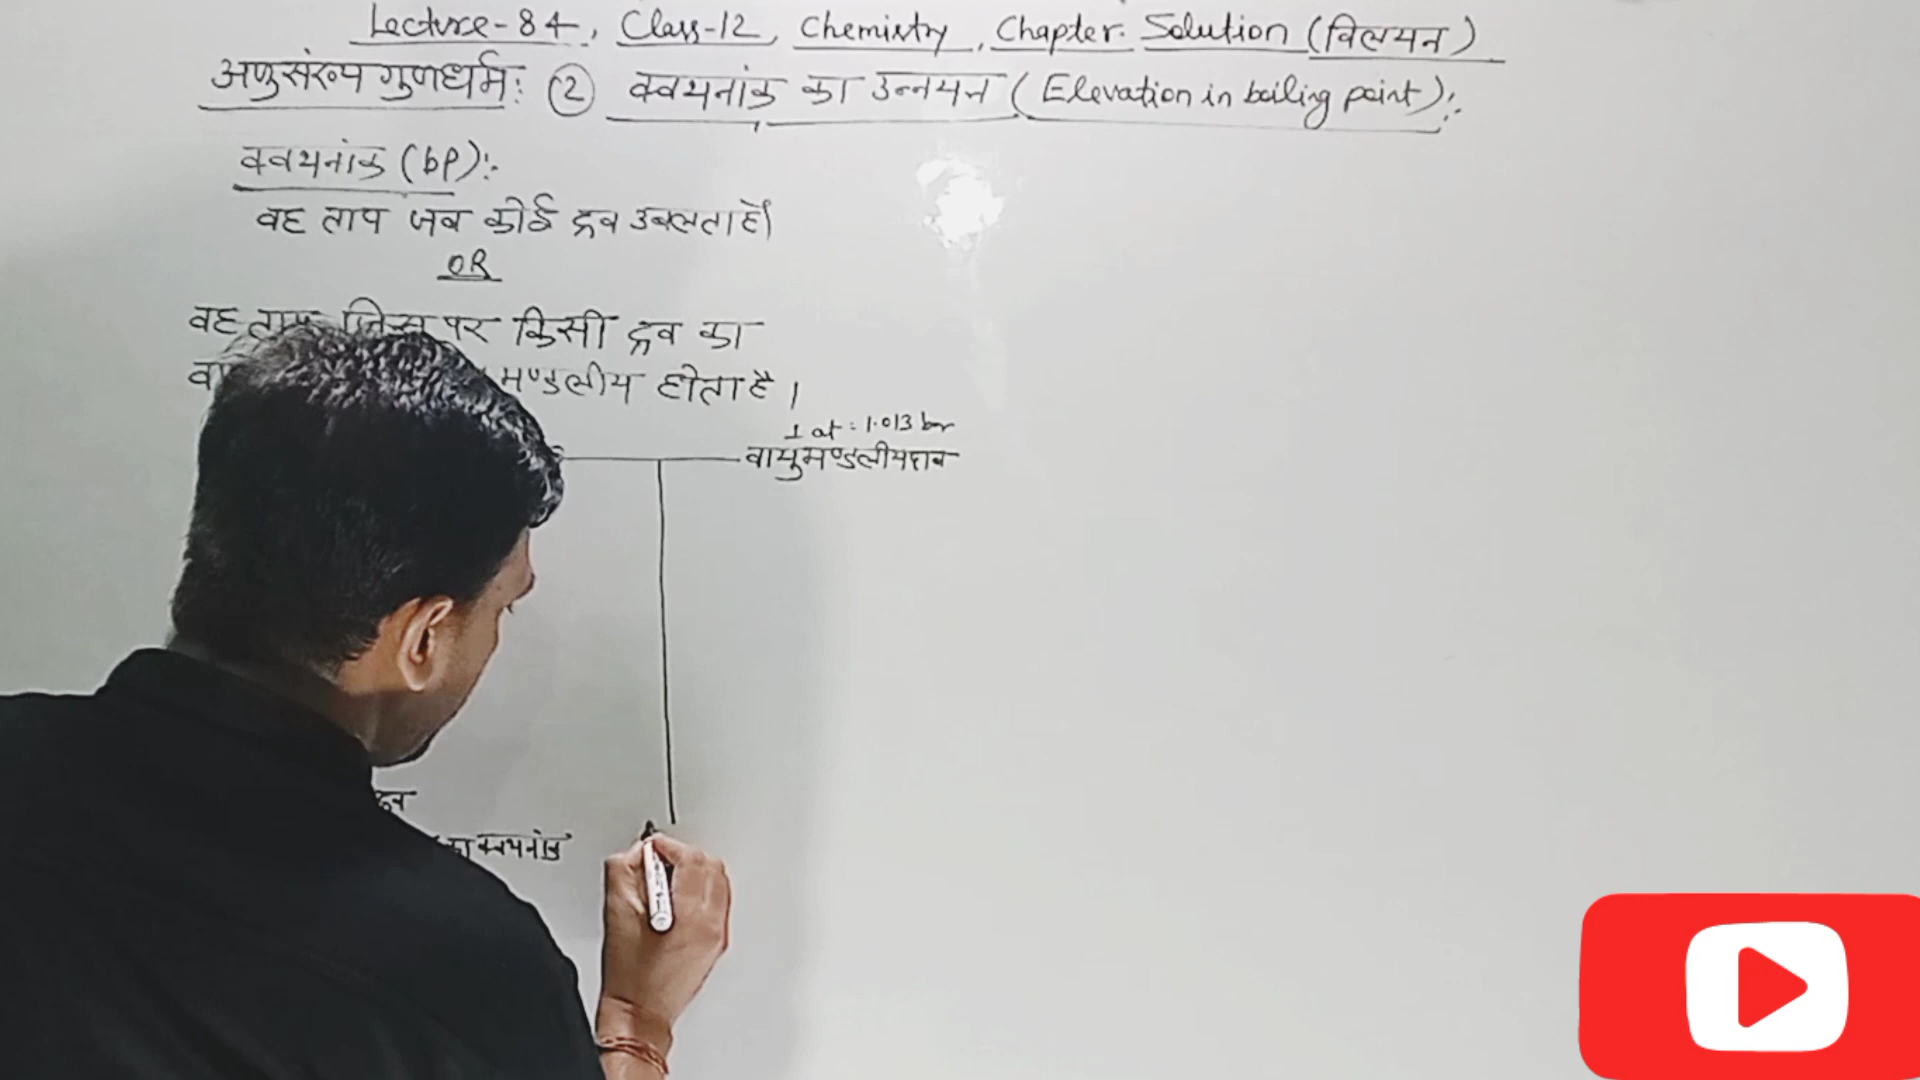 Lecture-84, Class-12, Chemistry, Chapter: Solution (विलयन)
अणुसंख्य गुणधर्म: (2) क्वथनांक का उन्नयन (Elevation in boiling point):-
क्वथनांक (bp):-
वह ताप जब कोई द्रव उबलता है।
OR
वह ताप जिस पर किसी द्रव का
मण्डलीय होता है।
1 at = 1.013 bar
वायुमण्डलीय दाब
का क्वथनांक